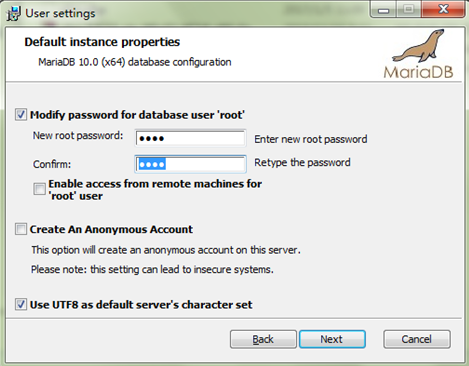 User settings
Default instance properties
MariaDB 10.0 (x64) database configuration
MariaDB
Modify password for database user 'root'
New root password:
●●●●
Enter new root password
Confirm:
●●●●
Retype the password
Enable access from remote machines for
'root' user
Create An Anonymous Account
This option will create an anonymous account on this server.
Please note: this setting can lead to insecure systems.
Use UTF8 as default server's character set
Back
Next
Cancel